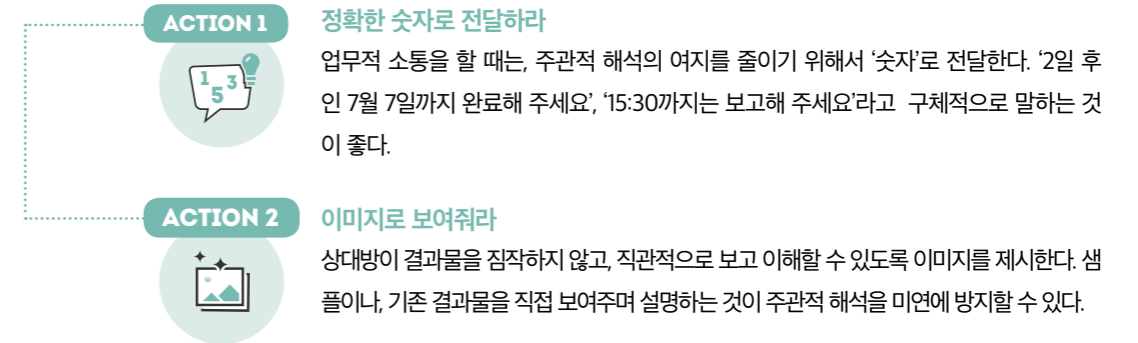 ACTION 1
정확한 숫자로 전달하라
업무적 소통을 할 때는, 주관적 해석의 여지를 줄이기 위해서 ‘숫자’로 전달한다. ‘2일 후
인 7월 7일까지 완료해 주세요’, ‘15:30까지는 보고해 주세요’라고 구체적으로 말하는 것
이 좋다.
1 5 3
ACTION 2
이미지로 보여줘라
상대방이 결과물을 짐작하지 않고, 직관적으로 보고 이해할 수 있도록 이미지를 제시한다. 샘
플이나, 기존 결과물을 직접 보여주며 설명하는 것이 주관적 해석을 미연에 방지할 수 있다.